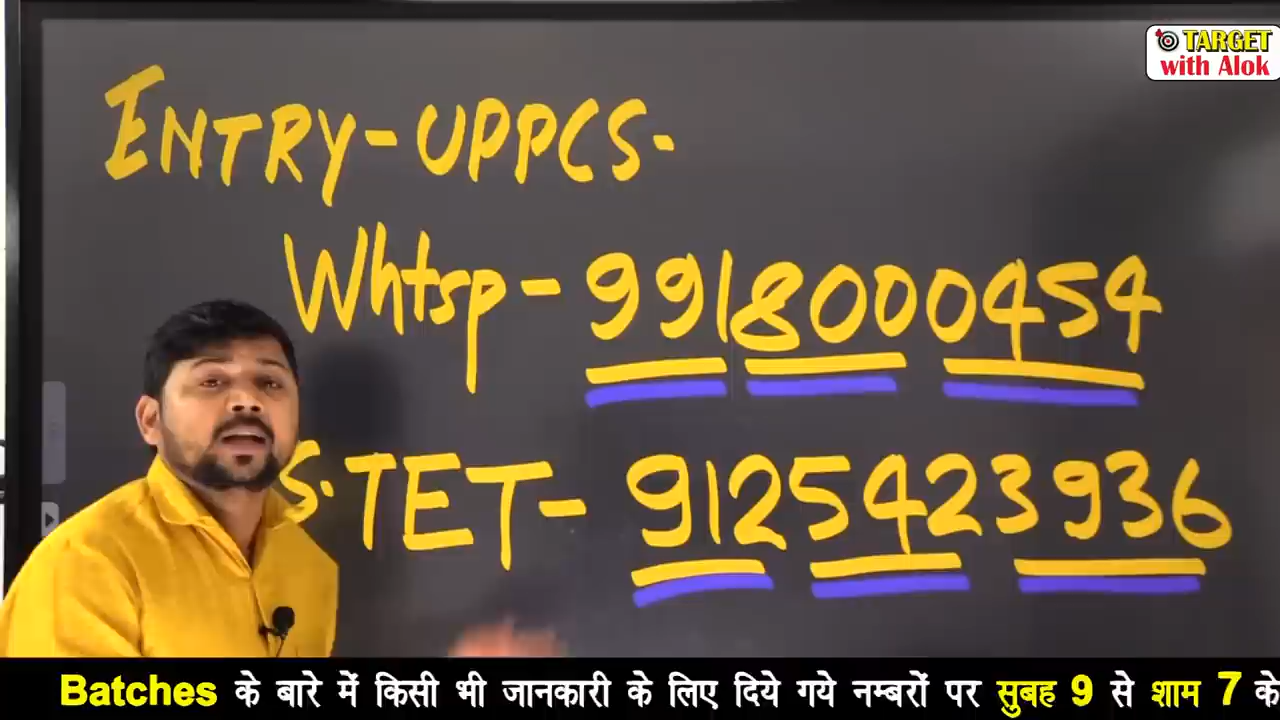 TARGET
with Alok
ENTRY-UPPCS-
Whtsp-9918000454
S.TET-9125423936
Batches के बारे में किसी भी जानकारी के लिए दिये गये नम्बरों पर सुबह 9 से शाम 7 के